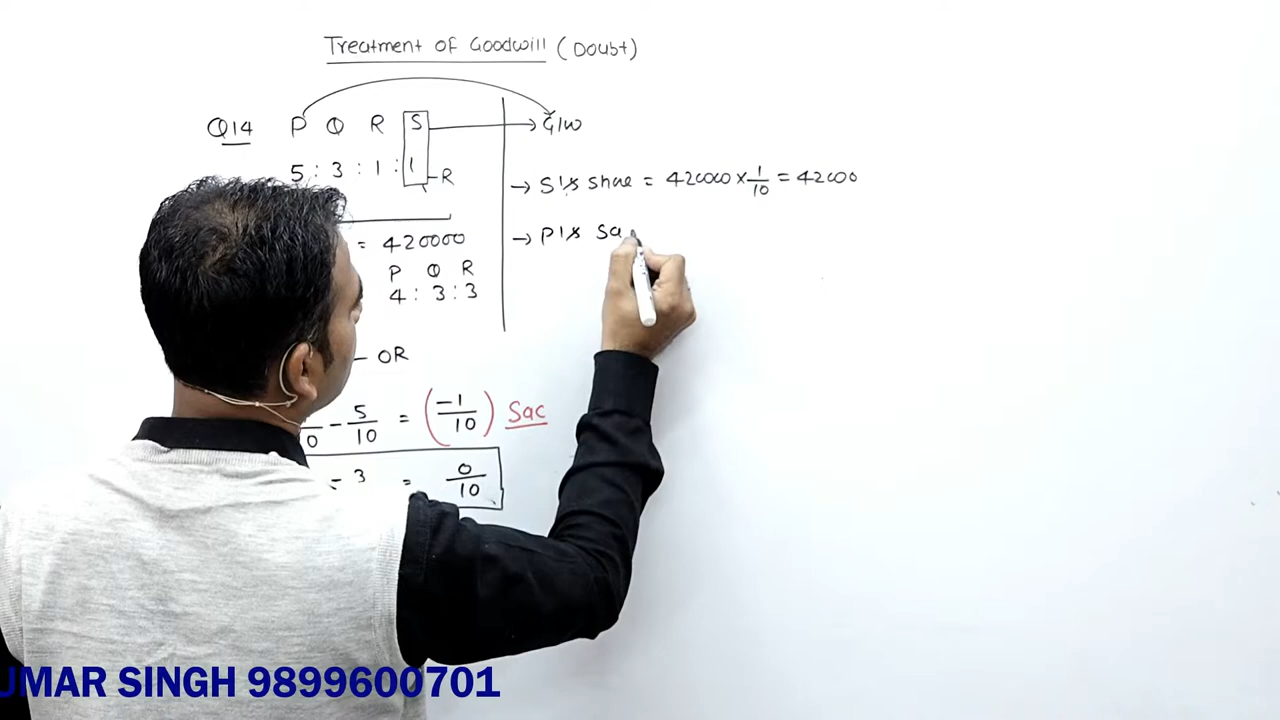 Treatment of Goodwill (Doubt)
Q14 P Q R S → G/W
5 : 3 : 1 : 1 – R
→ S's share = 420000 × 1/10 = 42000
= 420000
→ P's Sa
P Q R
4 : 3 : 3
– OR
0 – 5/10 = (–1/10) Sac
– 3 = 0/10
UMAR SINGH 9899600701